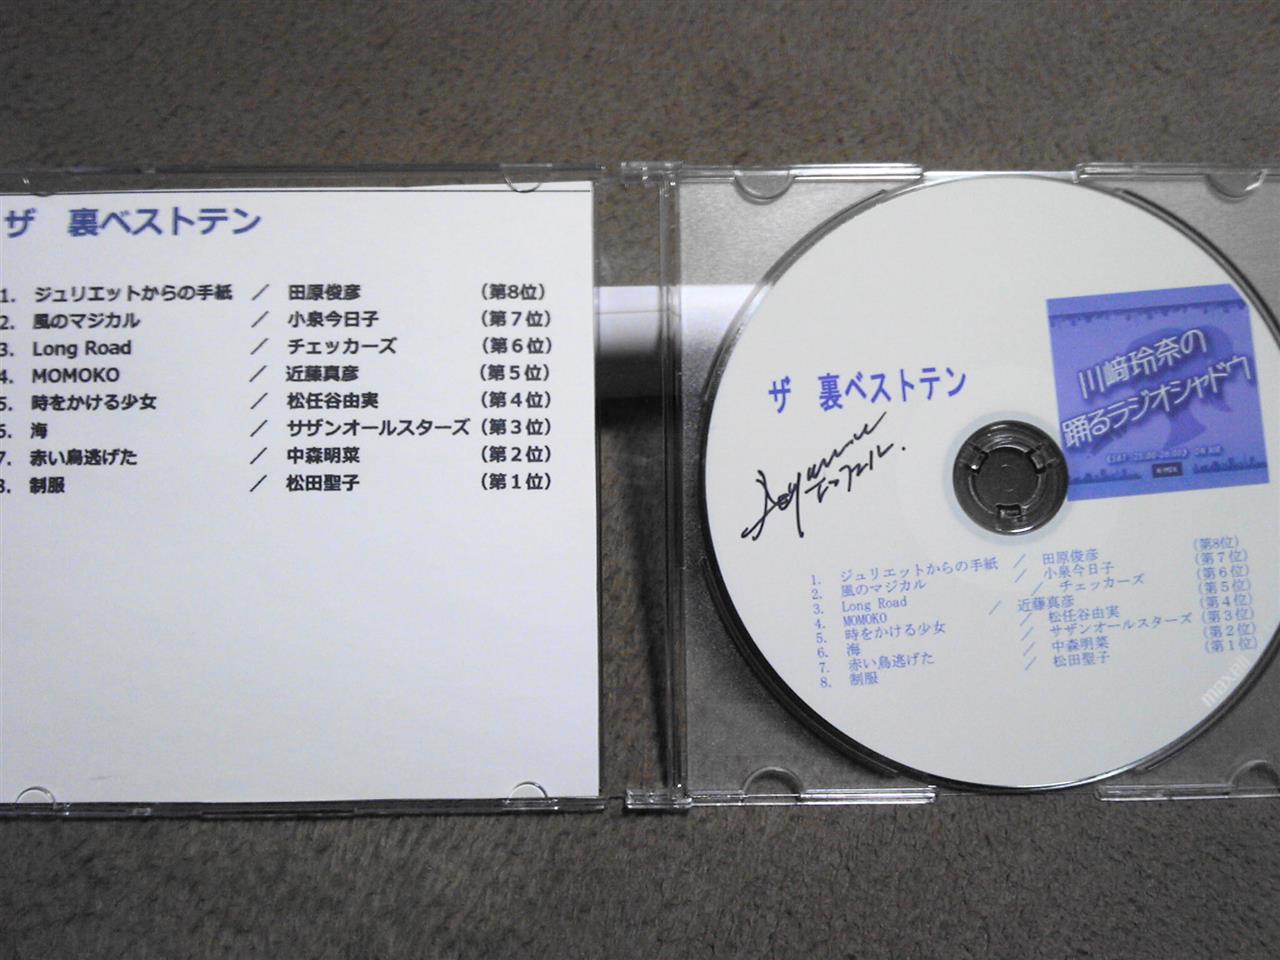 ザ 裏ベストテン
1. ジュリエットからの手紙 ／ 田原俊彦 （第8位）
2. 風のマジカル ／ 小泉今日子 （第７位）
3. Long Road ／ チェッカーズ （第６位）
4. MOMOKO ／ 近藤真彦 （第５位）
5. 時をかける少女 ／ 松任谷由実 （第４位）
6. 海 ／ サザンオールスターズ （第３位）
7. 赤い鳥逃げた ／ 中森明菜 （第２位）
8. 制服 ／ 松田聖子 （第１位）
ザ 裏ベストテン
川﨑玲奈の
踊るラジオシャドウ
1. ジュリエットからの手紙 ／ 田原俊彦 （第8位）
2. 風のマジカル ／ 小泉今日子 （第７位）
3. Long Road ／ チェッカーズ （第６位）
4. MOMOKO ／ 近藤真彦 （第５位）
5. 時をかける少女 ／ 松任谷由実 （第４位）
6. 海 ／ サザンオールスターズ （第３位）
7. 赤い鳥逃げた ／ 中森明菜 （第２位）
8. 制服 ／ 松田聖子 （第１位）
maxell